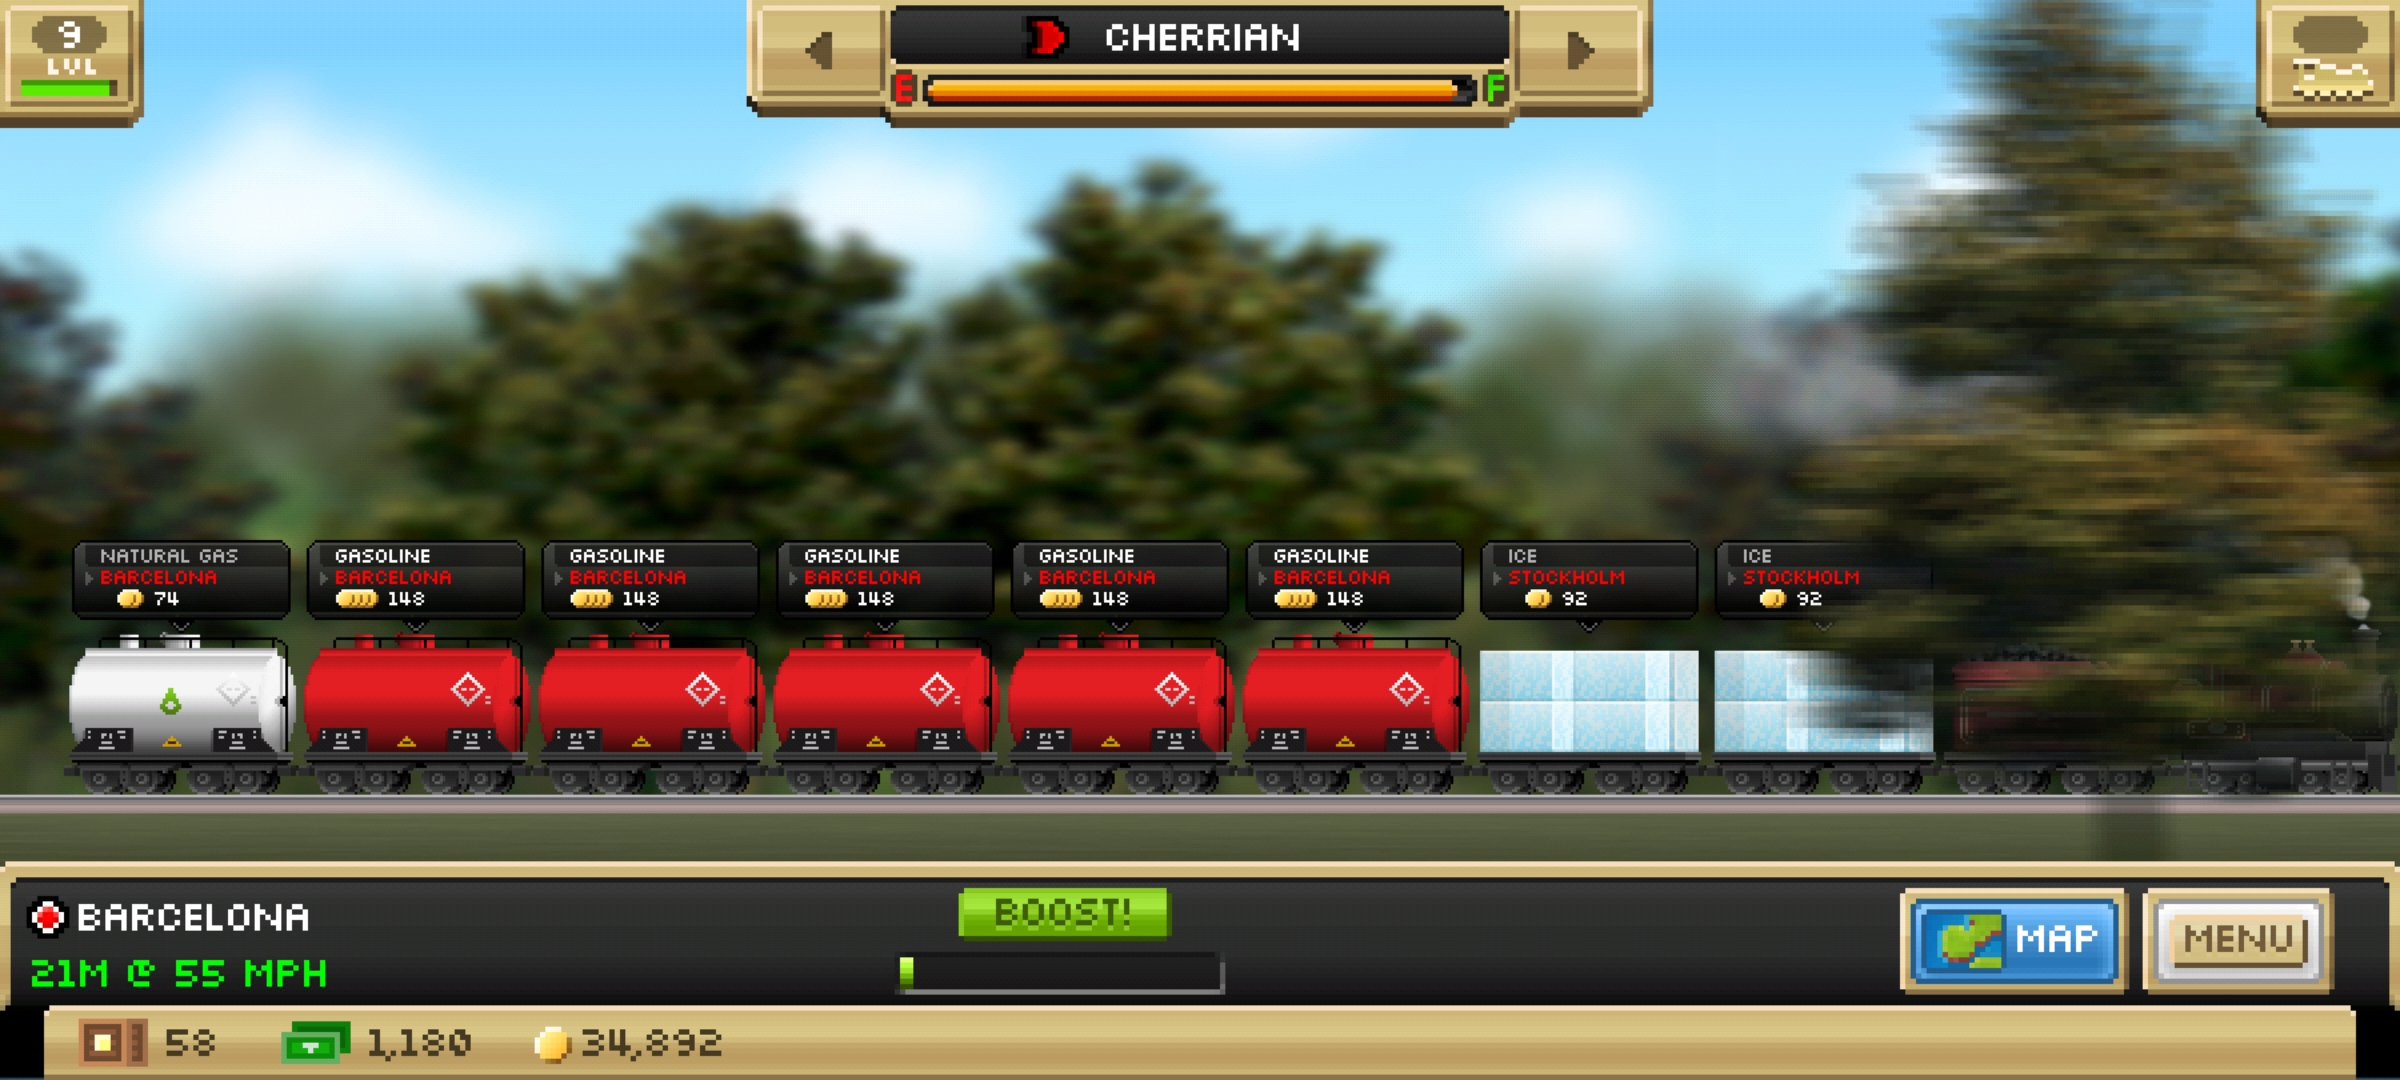 9
LVL
CHERRIAN
E F
NATURAL GAS
BARCELONA
74
GASOLINE
BARCELONA
148
GASOLINE
BARCELONA
148
GASOLINE
BARCELONA
148
GASOLINE
BARCELONA
148
GASOLINE
BARCELONA
148
ICE
STOCKHOLM
92
ICE
STOCKHOLM
92
BARCELONA
21M @ 55 MPH
BOOST!
MAP
MENU
58
1,180
34,892